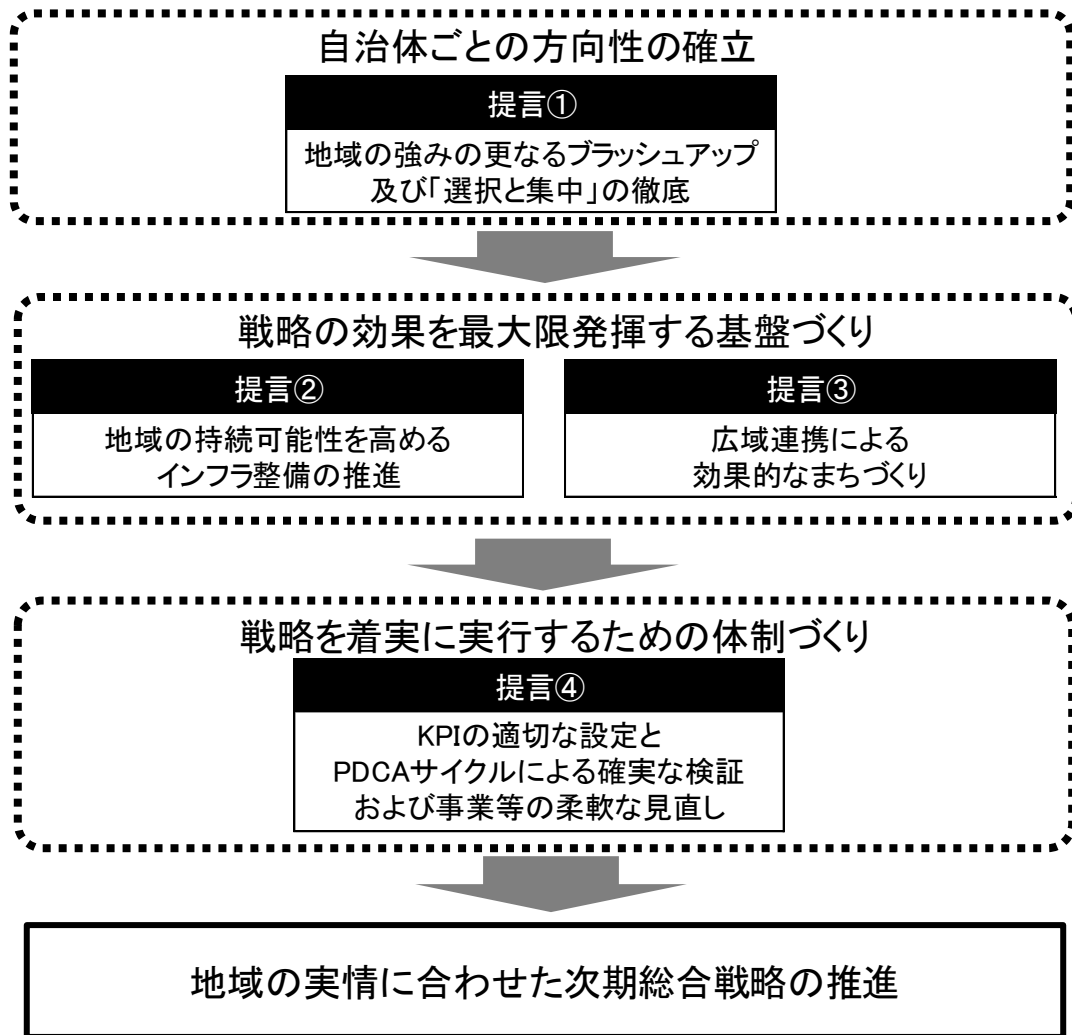 自治体ごとの方向性の確立
提言①
地域の強みの更なるブラッシュアップ
及び「選択と集中」の徹底
戦略の効果を最大限発揮する基盤づくり
提言②
地域の持続可能性を高める
インフラ整備の推進
提言③
広域連携による
効果的なまちづくり
戦略を着実に実行するための体制づくり
提言④
KPIの適切な設定と
PDCAサイクルによる確実な検証
および事業等の柔軟な見直し
地域の実情に合わせた次期総合戦略の推進